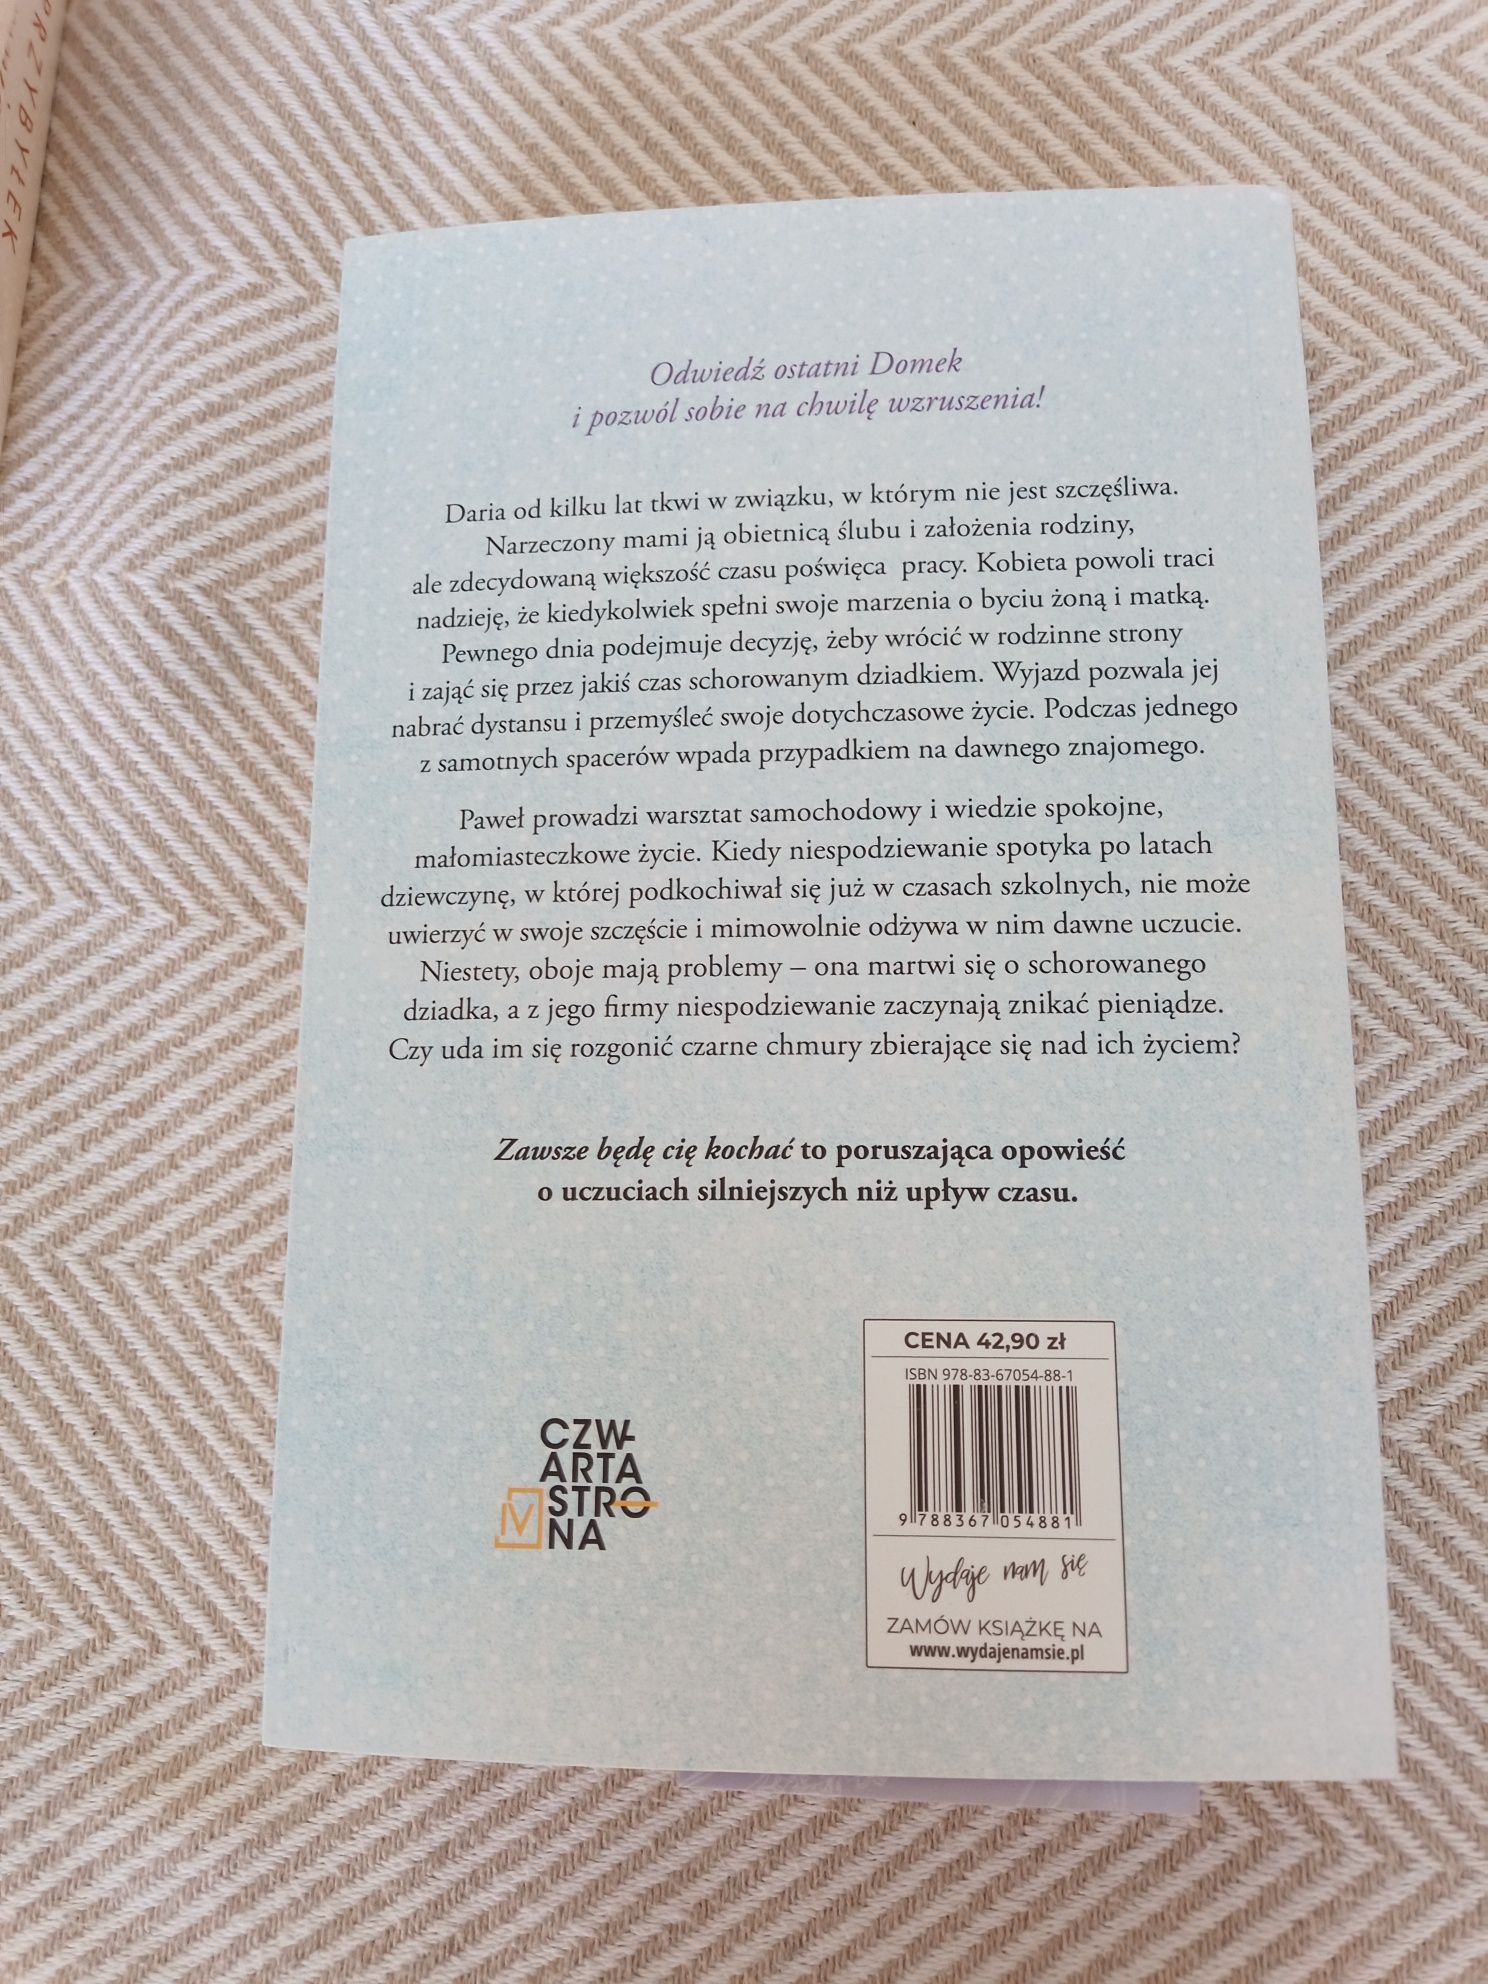 PRZYBYŁEK
Odwiedź ostatni Domek
i pozwól sobie na chwilę wzruszenia!
Daria od kilku lat tkwi w związku, w którym nie jest szczęśliwa.
Narzeczony mami ją obietnicą ślubu i założenia rodziny,
ale zdecydowaną większość czasu poświęca pracy. Kobieta powoli traci
nadzieję, że kiedykolwiek spełni swoje marzenia o byciu żoną i matką.
Pewnego dnia podejmuje decyzję, żeby wrócić w rodzinne strony
i zająć się przez jakiś czas schorowanym dziadkiem. Wyjazd pozwala jej
nabrać dystansu i przemyśleć swoje dotychczasowe życie. Podczas jednego
z samotnych spacerów wpada przypadkiem na dawnego znajomego.
Paweł prowadzi warsztat samochodowy i wiedzie spokojne,
małomiasteczkowe życie. Kiedy niespodziewanie spotyka po latach
dziewczynę, w której podkochiwał się już w czasach szkolnych, nie może
uwierzyć w swoje szczęście i mimowolnie odżywa w nim dawne uczucie.
Niestety, oboje mają problemy – ona martwi się o schorowanego
dziadka, a z jego firmy niespodziewanie zaczynają znikać pieniądze.
Czy uda im się rozgonić czarne chmury zbierające się nad ich życiem?
Zawsze będę cię kochać to poruszająca opowieść
o uczuciach silniejszych niż upływ czasu.
CENA 42,90 zł
ISBN 978-83-67054-88-1
9 788367 054881
Wydaje nam się
ZAMÓW KSIĄŻKĘ NA
www.wydajenamsie.pl
CZW-
ARTA
STRO
NA
IV